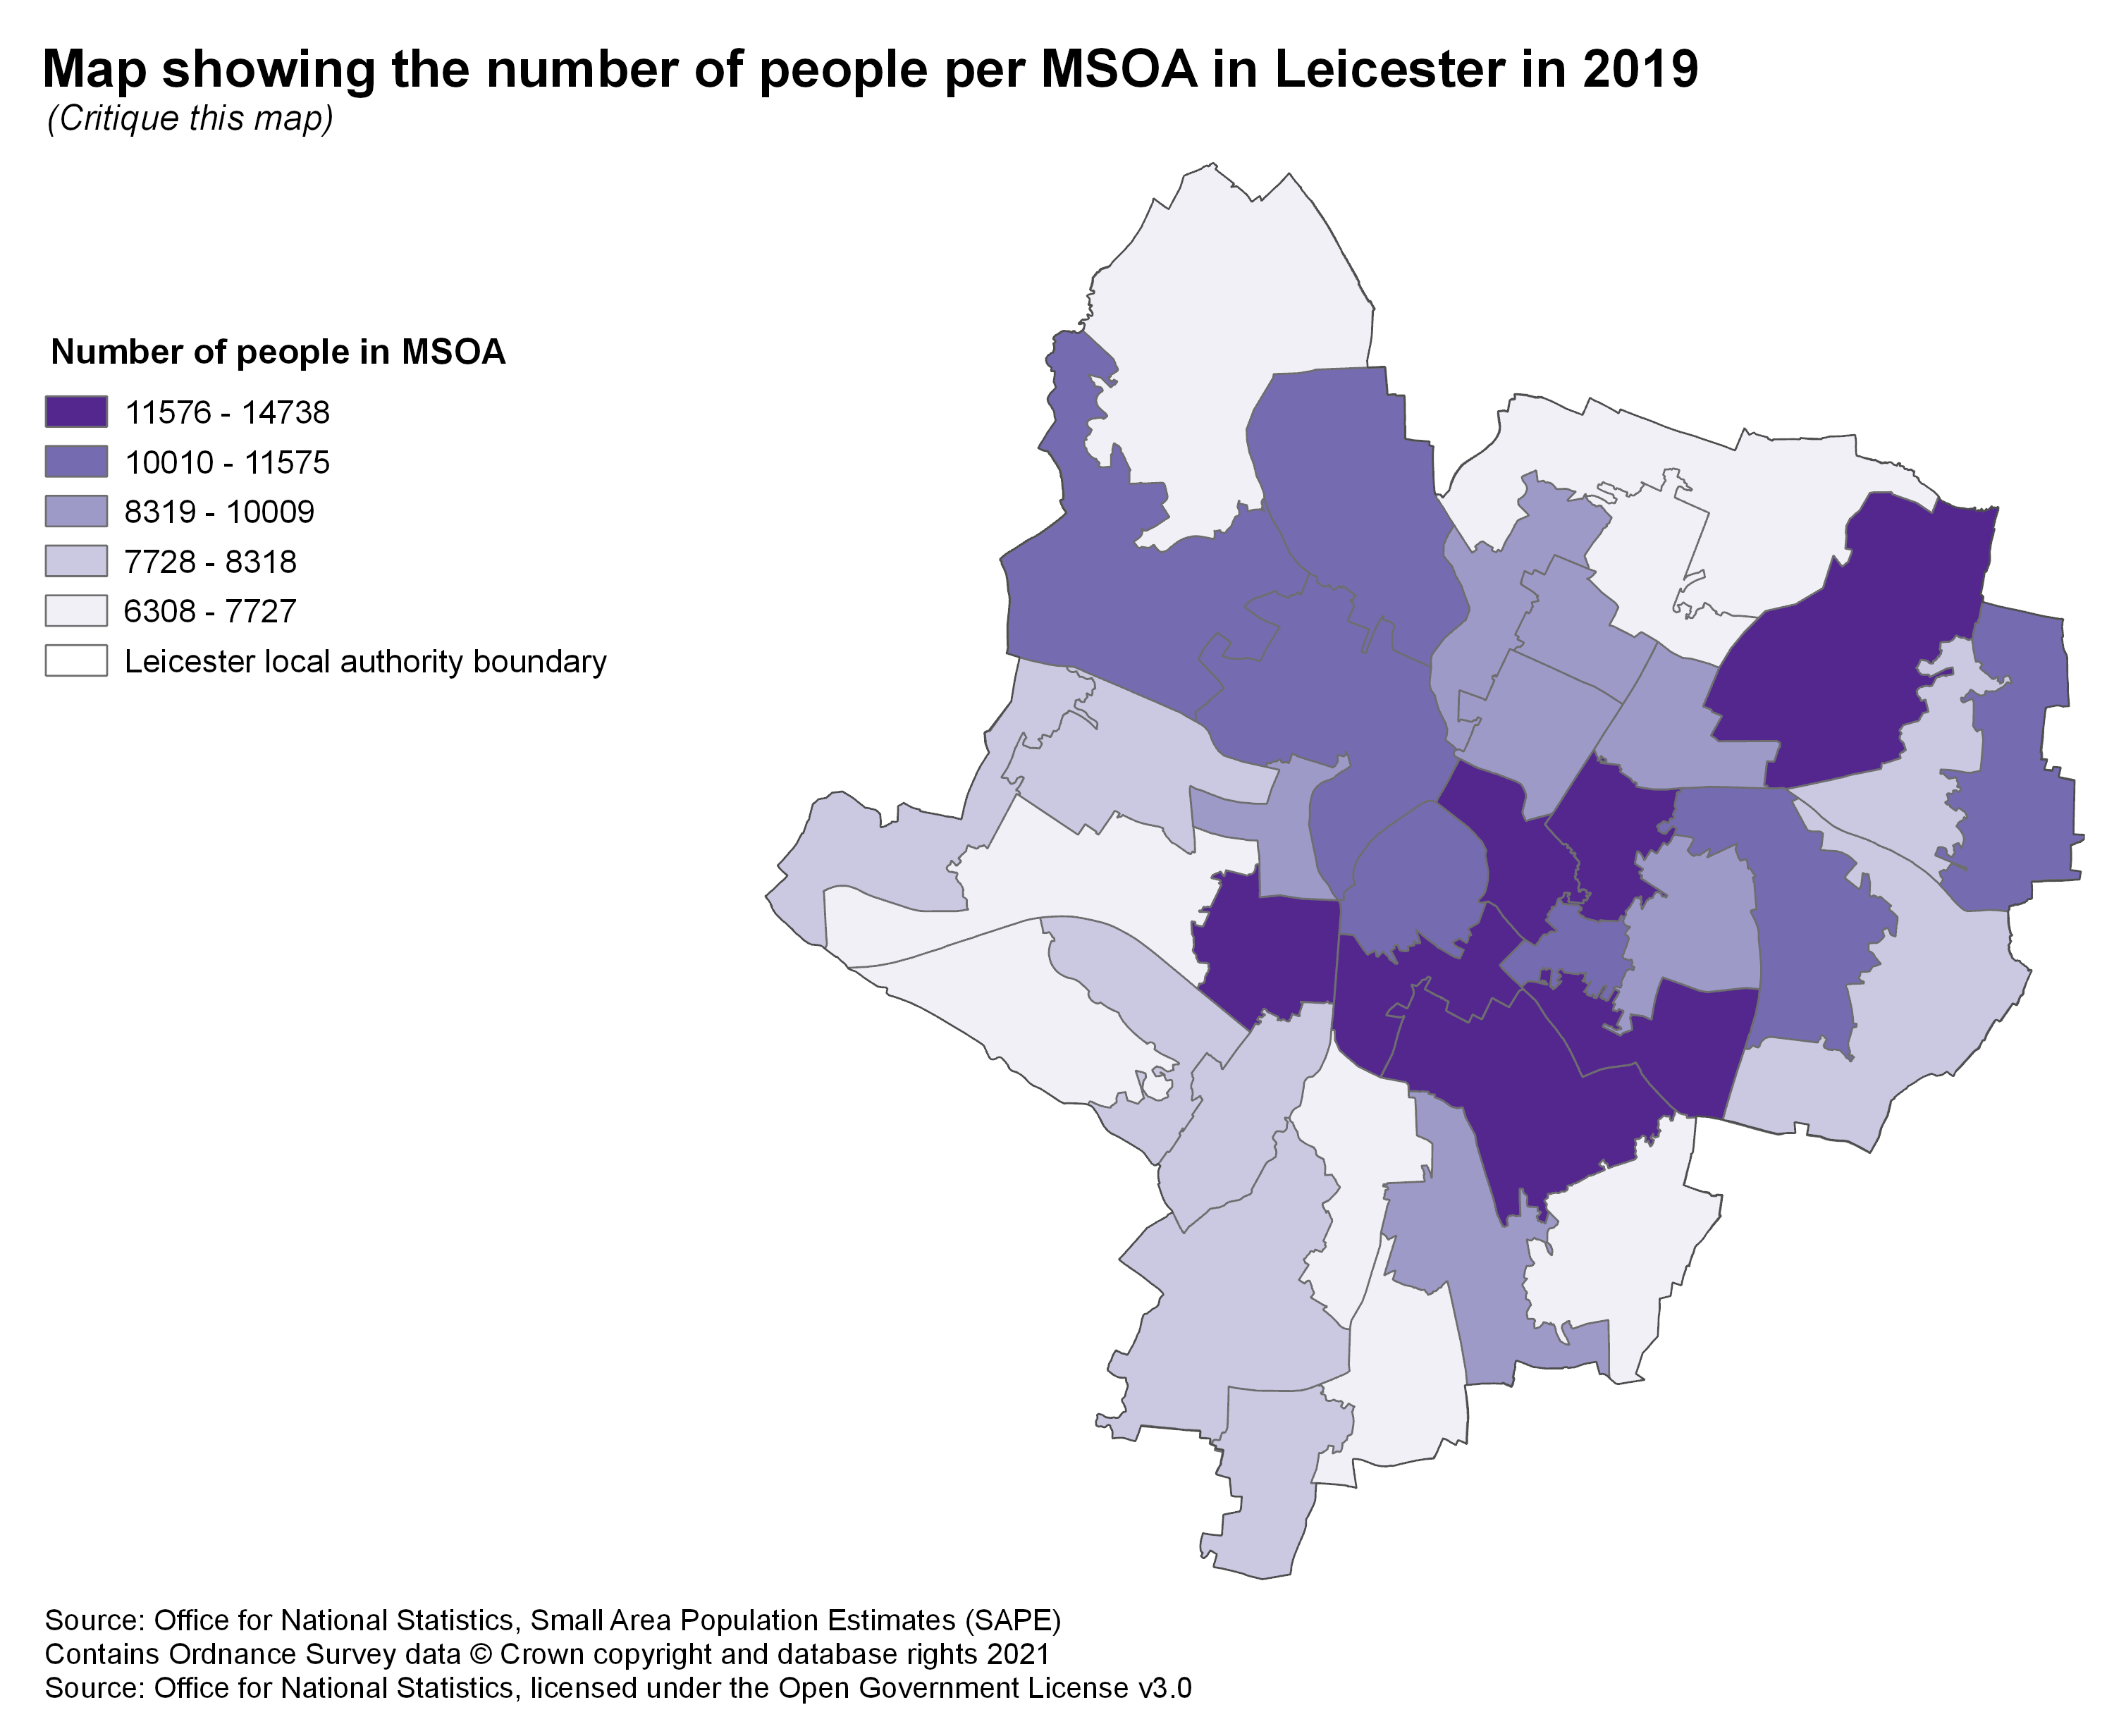 Map showing the number of people per MSOA in Leicester in 2019
(Critique this map)
Number of people in MSOA
11576 - 14738
10010 - 11575
8319 - 10009
7728 - 8318
6308 - 7727
Leicester local authority boundary
Source: Office for National Statistics, Small Area Population Estimates (SAPE)
Contains Ordnance Survey data © Crown copyright and database rights 2021
Source: Office for National Statistics, licensed under the Open Government License v3.0